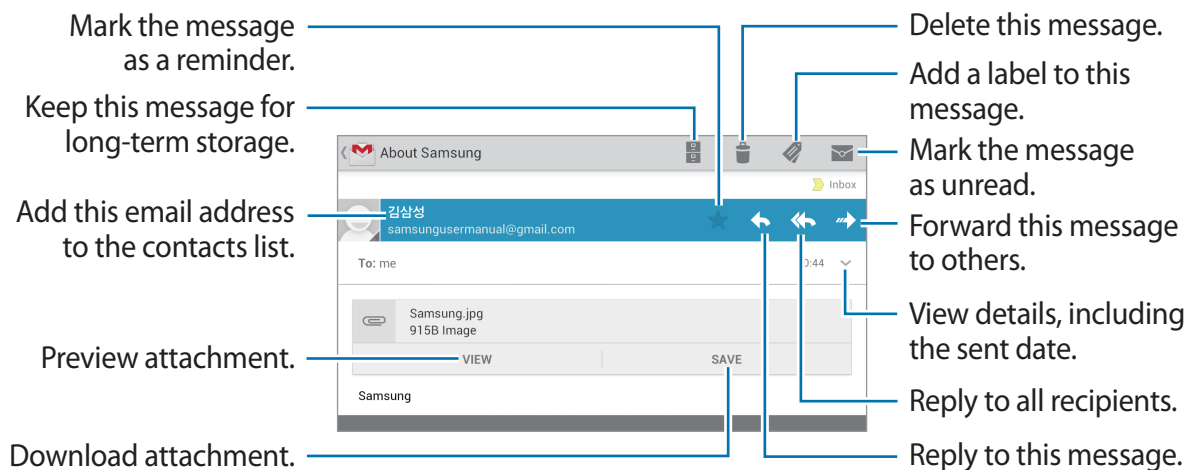 Mark the message
as a reminder.
Keep this message for
long-term storage.
Add this email address
to the contacts list.
Preview attachment.
Download attachment.
About Samsung
Inbox
김삼성
samsungusermanual@gmail.com
To: me
0:44
Samsung.jpg
915B Image
VIEW
SAVE
Samsung
Delete this message.
Add a label to this
message.
Mark the message
as unread.
Forward this message
to others.
View details, including
the sent date.
Reply to all recipients.
Reply to this message.